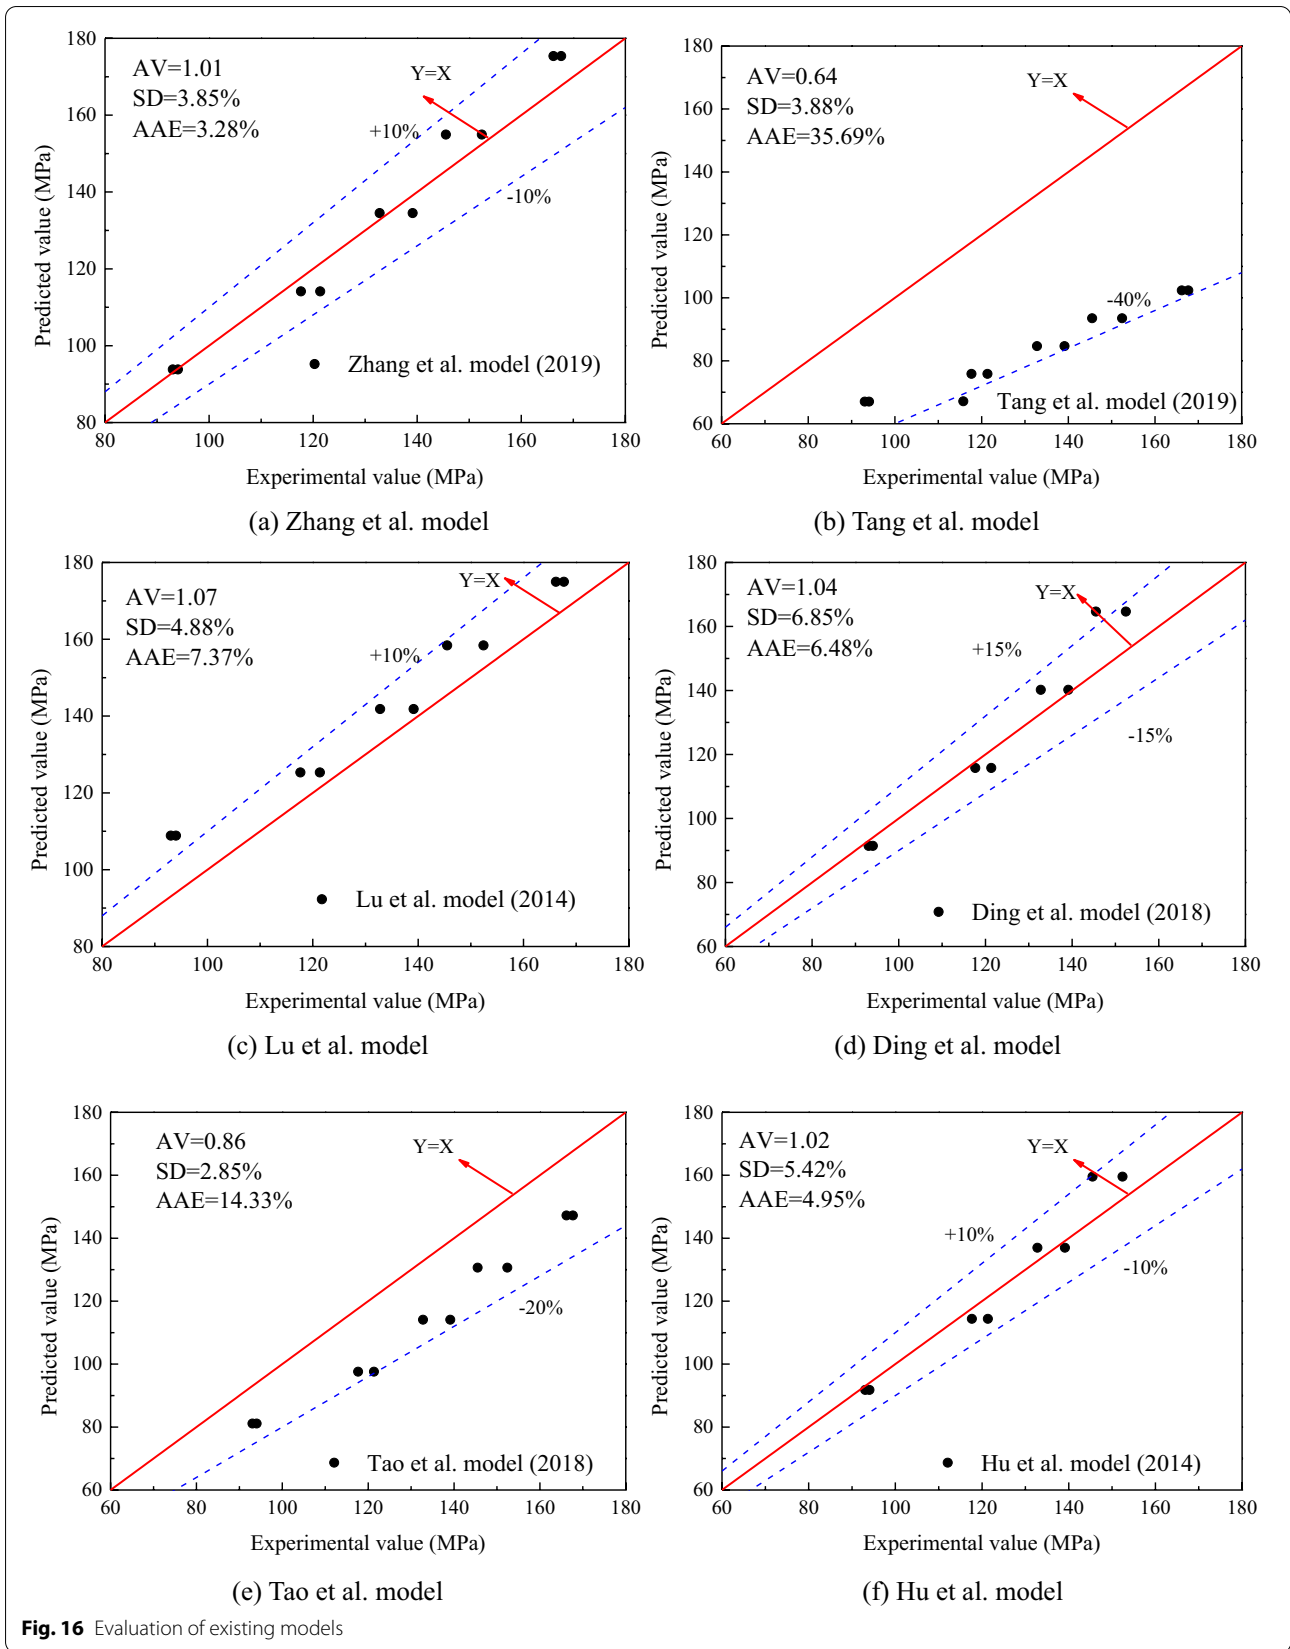 180
160
140
120
100
80
Predicted value (MPa)
AV=1.01
SD=3.85%
AAE=3.28%
Y=X
+10%
-10%
Zhang et al. model (2019)
80 100 120 140 160 180
Experimental value (MPa)
(a) Zhang et al. model
180
160
140
120
100
80
60
Predicted value (MPa)
AV=0.64
SD=3.88%
AAE=35.69%
Y=X
-40%
Tang et al. model (2019)
60 80 100 120 140 160 180
Experimental value (MPa)
(b) Tang et al. model
180
160
140
120
100
80
Predicted value (MPa)
AV=1.07
SD=4.88%
AAE=7.37%
Y=X
+10%
Lu et al. model (2014)
80 100 120 140 160 180
Experimental value (MPa)
(c) Lu et al. model
180
160
140
120
100
80
60
Predicted value (MPa)
AV=1.04
SD=6.85%
AAE=6.48%
Y=X
+15%
-15%
Ding et al. model (2018)
60 80 100 120 140 160 180
Experimental value (MPa)
(d) Ding et al. model
180
160
140
120
100
80
60
Predicted value (MPa)
AV=0.86
SD=2.85%
AAE=14.33%
Y=X
-20%
Tao et al. model (2018)
60 80 100 120 140 160 180
Experimental value (MPa)
(e) Tao et al. model
180
160
140
120
100
80
60
Predicted value (MPa)
AV=1.02
SD=5.42%
AAE=4.95%
Y=X
+10%
-10%
Hu et al. model (2014)
60 80 100 120 140 160 180
Experimental value (MPa)
(f) Hu et al. model
Fig. 16 Evaluation of existing models